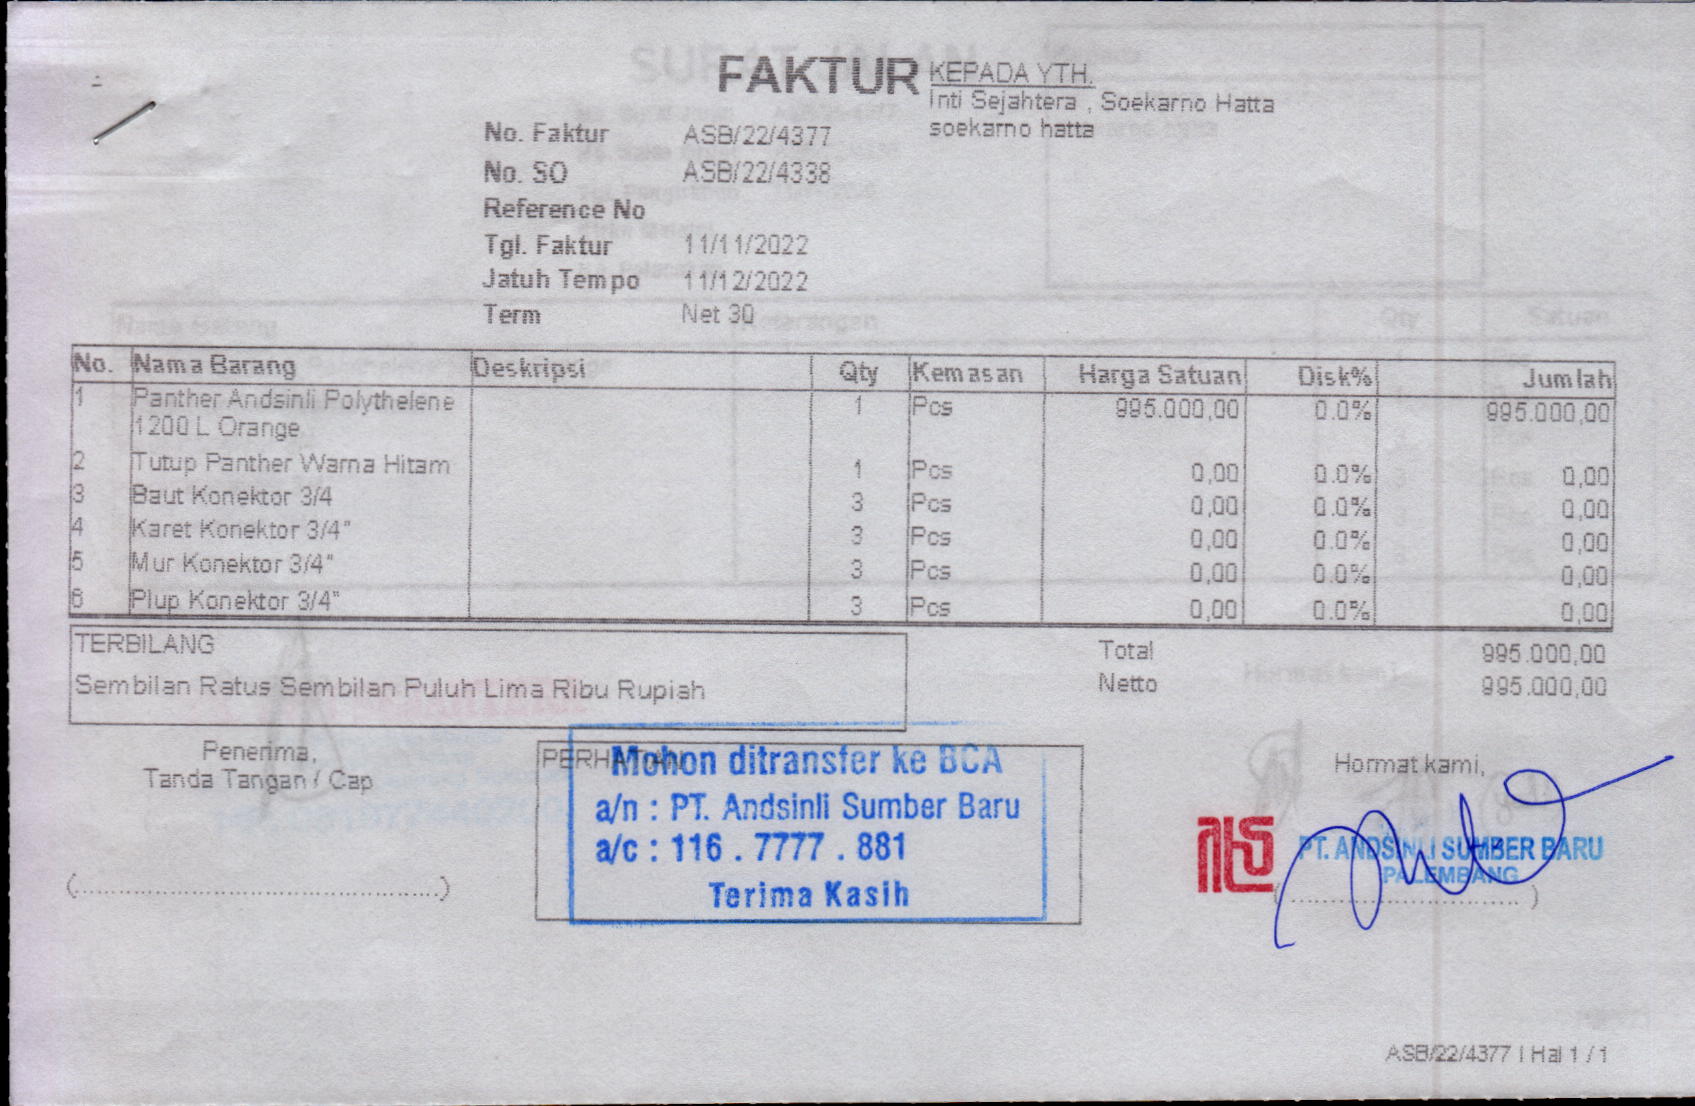 FAKTUR
KEPADA YTH.
Inti Sejahtera , Soekarno Hatta
soekarno hatta
No. Faktur ASB/22/4377
No. SO ASB/22/4338
Reference No
Tgl. Faktur 11/11/2022
Jatuh Tempo 11/12/2022
Term Net 30
No. Nama Barang Deskripsi Qty Kemasan Harga Satuan Disk% Jumlah
1 Panther Andsinli Polythelene 1 Pcs 995.000,00 0.0% 995.000,00
1200 L Orange
2 Tutup Panther Warna Hitam 1 Pcs 0,00 0.0% 0,00
3 Baut Konektor 3/4 3 Pcs 0,00 0.0% 0,00
4 Karet Konektor 3/4" 3 Pcs 0,00 0.0% 0,00
5 Mur Konektor 3/4" 3 Pcs 0,00 0.0% 0,00
6 Plup Konektor 3/4" 3 Pcs 0,00 0.0% 0,00
TERBILANG
Sembilan Ratus Sembilan Puluh Lima Ribu Rupiah
Total 995.000,00
Netto 995.000,00
Penerima,
Tanda Tangan / Cap
(........................................)
PERHATIAN
Mohon ditransfer ke BCA
a/n : PT. Andsinli Sumber Baru
a/c : 116 . 7777 . 881
Terima Kasih
Hormat kami,
PT. ANDSINLI SUMBER BARU
PALEMBANG
(.............................)
ASB/22/4377 | Hal 1 / 1